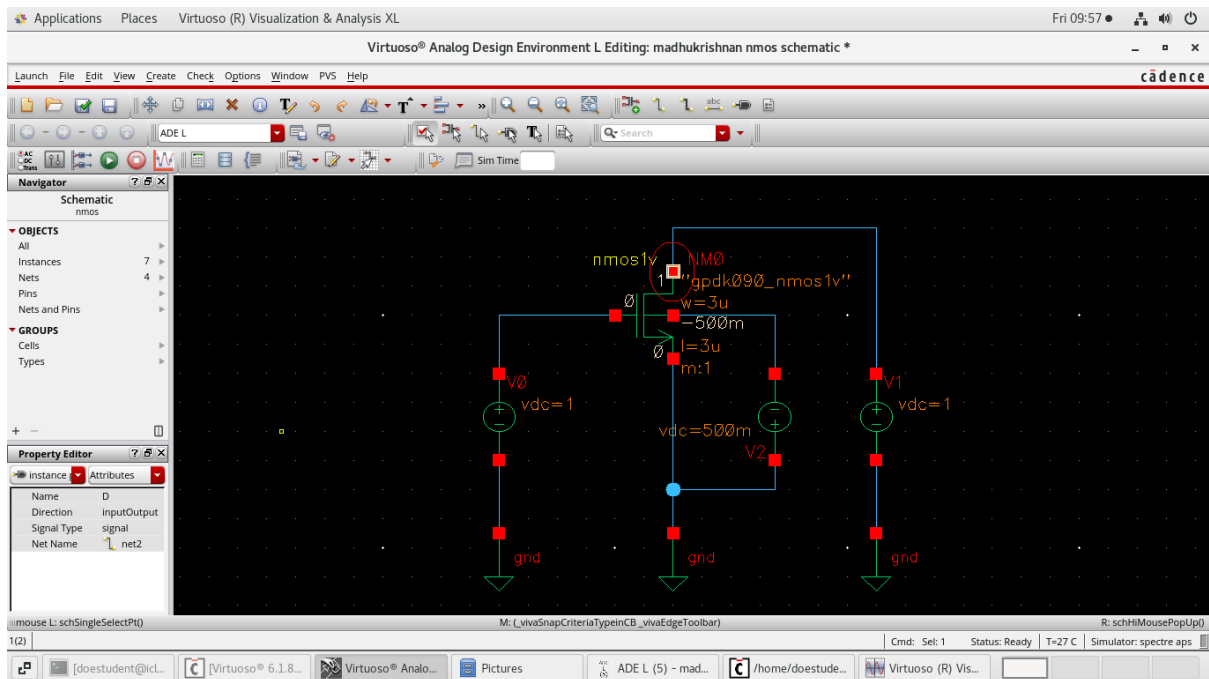 Applications Places Virtuoso (R) Visualization & Analysis XL Fri 09:57
Virtuoso® Analog Design Environment L Editing: madhukrishnan nmos schematic *
Launch File Edit View Create Check Options Window PVS Help cādence
ADE L Search
Sim Time
Navigator
Schematic
nmos
OBJECTS
All
Instances 7
Nets 4
Pins
Nets and Pins
GROUPS
Cells
Types
Property Editor
instance Attributes
Name D
Direction inputOutput
Signal Type signal
Net Name net2
nmos1v NM0
1 "gpdk090_nmos1v"
0 w=3u
-500m
0 l=3u
m:1
V0 V1
vdc=1 vdc=1
vdc=500m
V2
gnd gnd gnd
mouse L: schSingleSelectPt() M: (_vivaSnapCriteriaTypeinCB _vivaEdgeToolbar) R: schHiMousePopUp()
1(2) Cmd: Sel: 1 Status: Ready T=27 C Simulator: spectre aps
[doestudent@icl... [Virtuoso® 6.1.8... Virtuoso® Analo... Pictures ADE L (5) - mad... /home/doestude... Virtuoso (R) Vis...